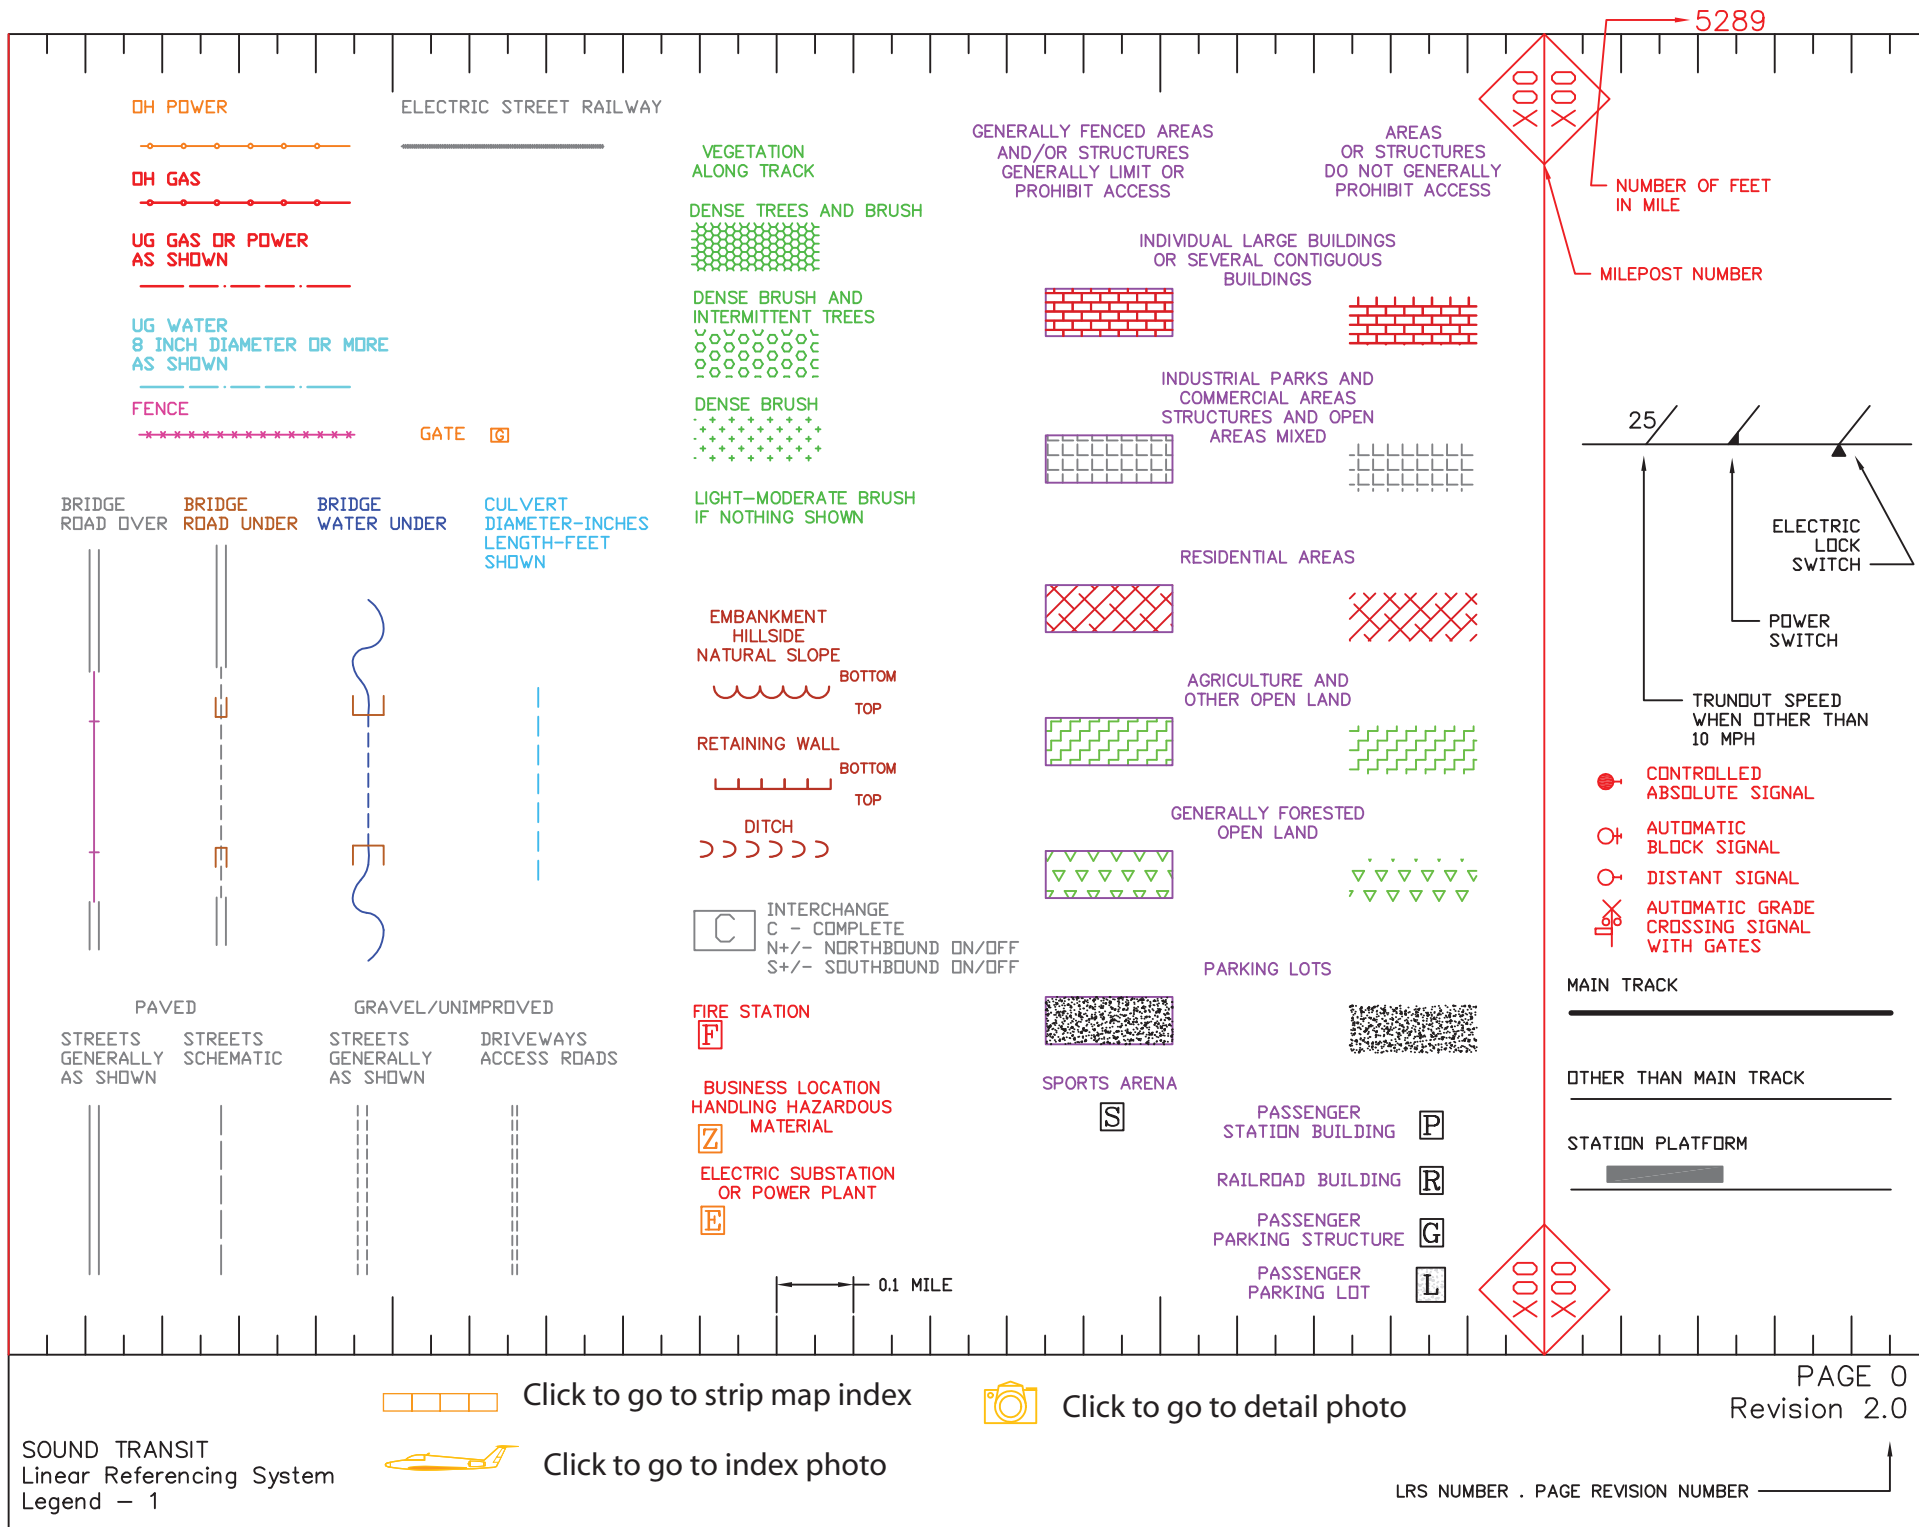 5289
X00 X00
NUMBER OF FEET
IN MILE
MILEPOST NUMBER
OH POWER
ELECTRIC STREET RAILWAY
OH GAS
UG GAS OR POWER
AS SHOWN
UG WATER
8 INCH DIAMETER OR MORE
AS SHOWN
FENCE
GATE G
BRIDGE
ROAD OVER
BRIDGE
ROAD UNDER
BRIDGE
WATER UNDER
CULVERT
DIAMETER-INCHES
LENGTH-FEET
SHOWN
PAVED
GRAVEL/UNIMPROVED
STREETS
GENERALLY
AS SHOWN
STREETS
SCHEMATIC
STREETS
GENERALLY
AS SHOWN
DRIVEWAYS
ACCESS ROADS
VEGETATION
ALONG TRACK
DENSE TREES AND BRUSH
DENSE BRUSH AND
INTERMITTENT TREES
DENSE BRUSH
LIGHT-MODERATE BRUSH
IF NOTHING SHOWN
EMBANKMENT
HILLSIDE
NATURAL SLOPE
BOTTOM
TOP
RETAINING WALL
BOTTOM
TOP
DITCH
C
INTERCHANGE
C - COMPLETE
N+/- NORTHBOUND ON/OFF
S+/- SOUTHBOUND ON/OFF
FIRE STATION
F
BUSINESS LOCATION
HANDLING HAZARDOUS
MATERIAL
Z
ELECTRIC SUBSTATION
OR POWER PLANT
E
0.1 MILE
GENERALLY FENCED AREAS
AND/OR STRUCTURES
GENERALLY LIMIT OR
PROHIBIT ACCESS
AREAS
OR STRUCTURES
DO NOT GENERALLY
PROHIBIT ACCESS
INDIVIDUAL LARGE BUILDINGS
OR SEVERAL CONTIGUOUS
BUILDINGS
INDUSTRIAL PARKS AND
COMMERCIAL AREAS
STRUCTURES AND OPEN
AREAS MIXED
RESIDENTIAL AREAS
AGRICULTURE AND
OTHER OPEN LAND
GENERALLY FORESTED
OPEN LAND
PARKING LOTS
SPORTS ARENA
S
PASSENGER
STATION BUILDING P
RAILROAD BUILDING R
PASSENGER
PARKING STRUCTURE G
PASSENGER
PARKING LOT L
25
ELECTRIC
LOCK
SWITCH
POWER
SWITCH
TRUNOUT SPEED
WHEN OTHER THAN
10 MPH
CONTROLLED
ABSOLUTE SIGNAL
AUTOMATIC
BLOCK SIGNAL
DISTANT SIGNAL
AUTOMATIC GRADE
CROSSING SIGNAL
WITH GATES
MAIN TRACK
OTHER THAN MAIN TRACK
STATION PLATFORM
X00 X00
Click to go to strip map index
Click to go to detail photo
Click to go to index photo
PAGE 0
Revision 2.0
SOUND TRANSIT
Linear Referencing System
Legend - 1
LRS NUMBER . PAGE REVISION NUMBER